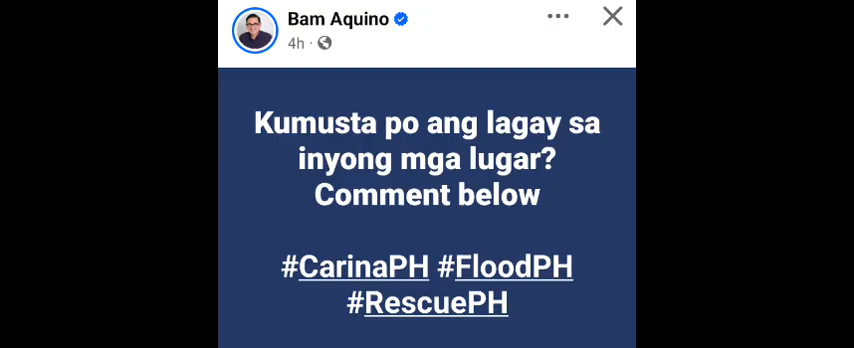 Bam Aquino
4h ·
Kumusta po ang lagay sa
inyong mga lugar?
Comment below
#CarinaPH #FloodPH
#RescuePH